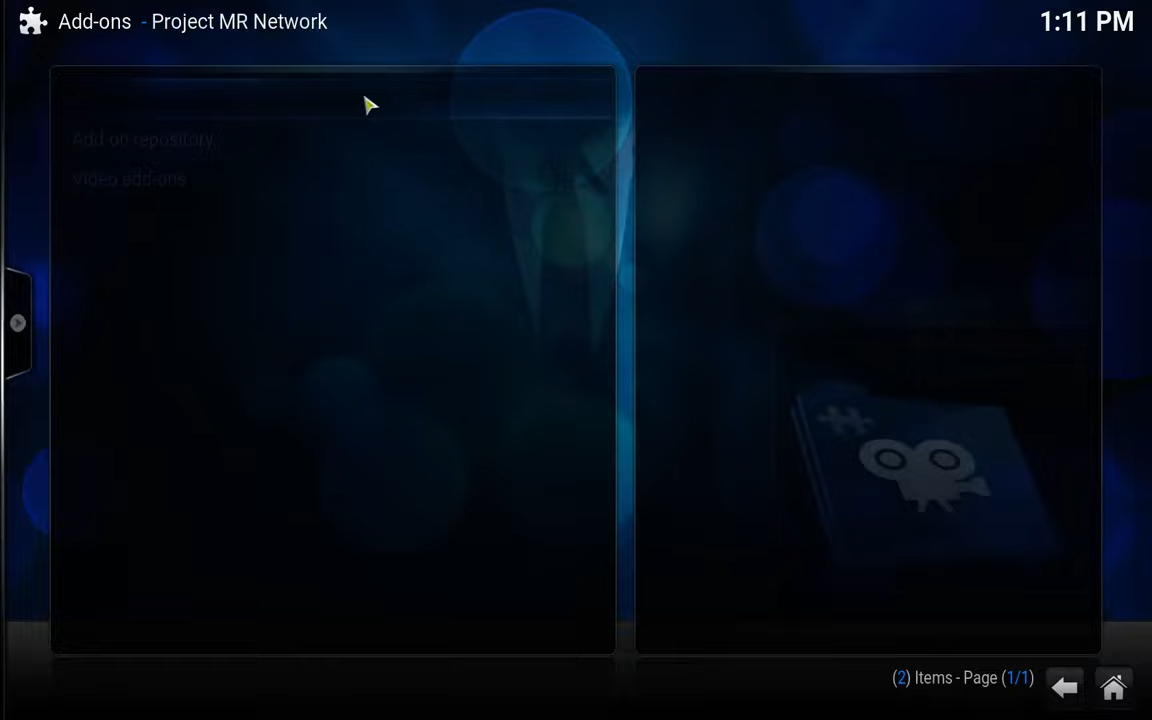 Add-ons - Project MR Network
1:11 PM
Add-on repository
Video add-ons
(2) Items - Page (1/1)